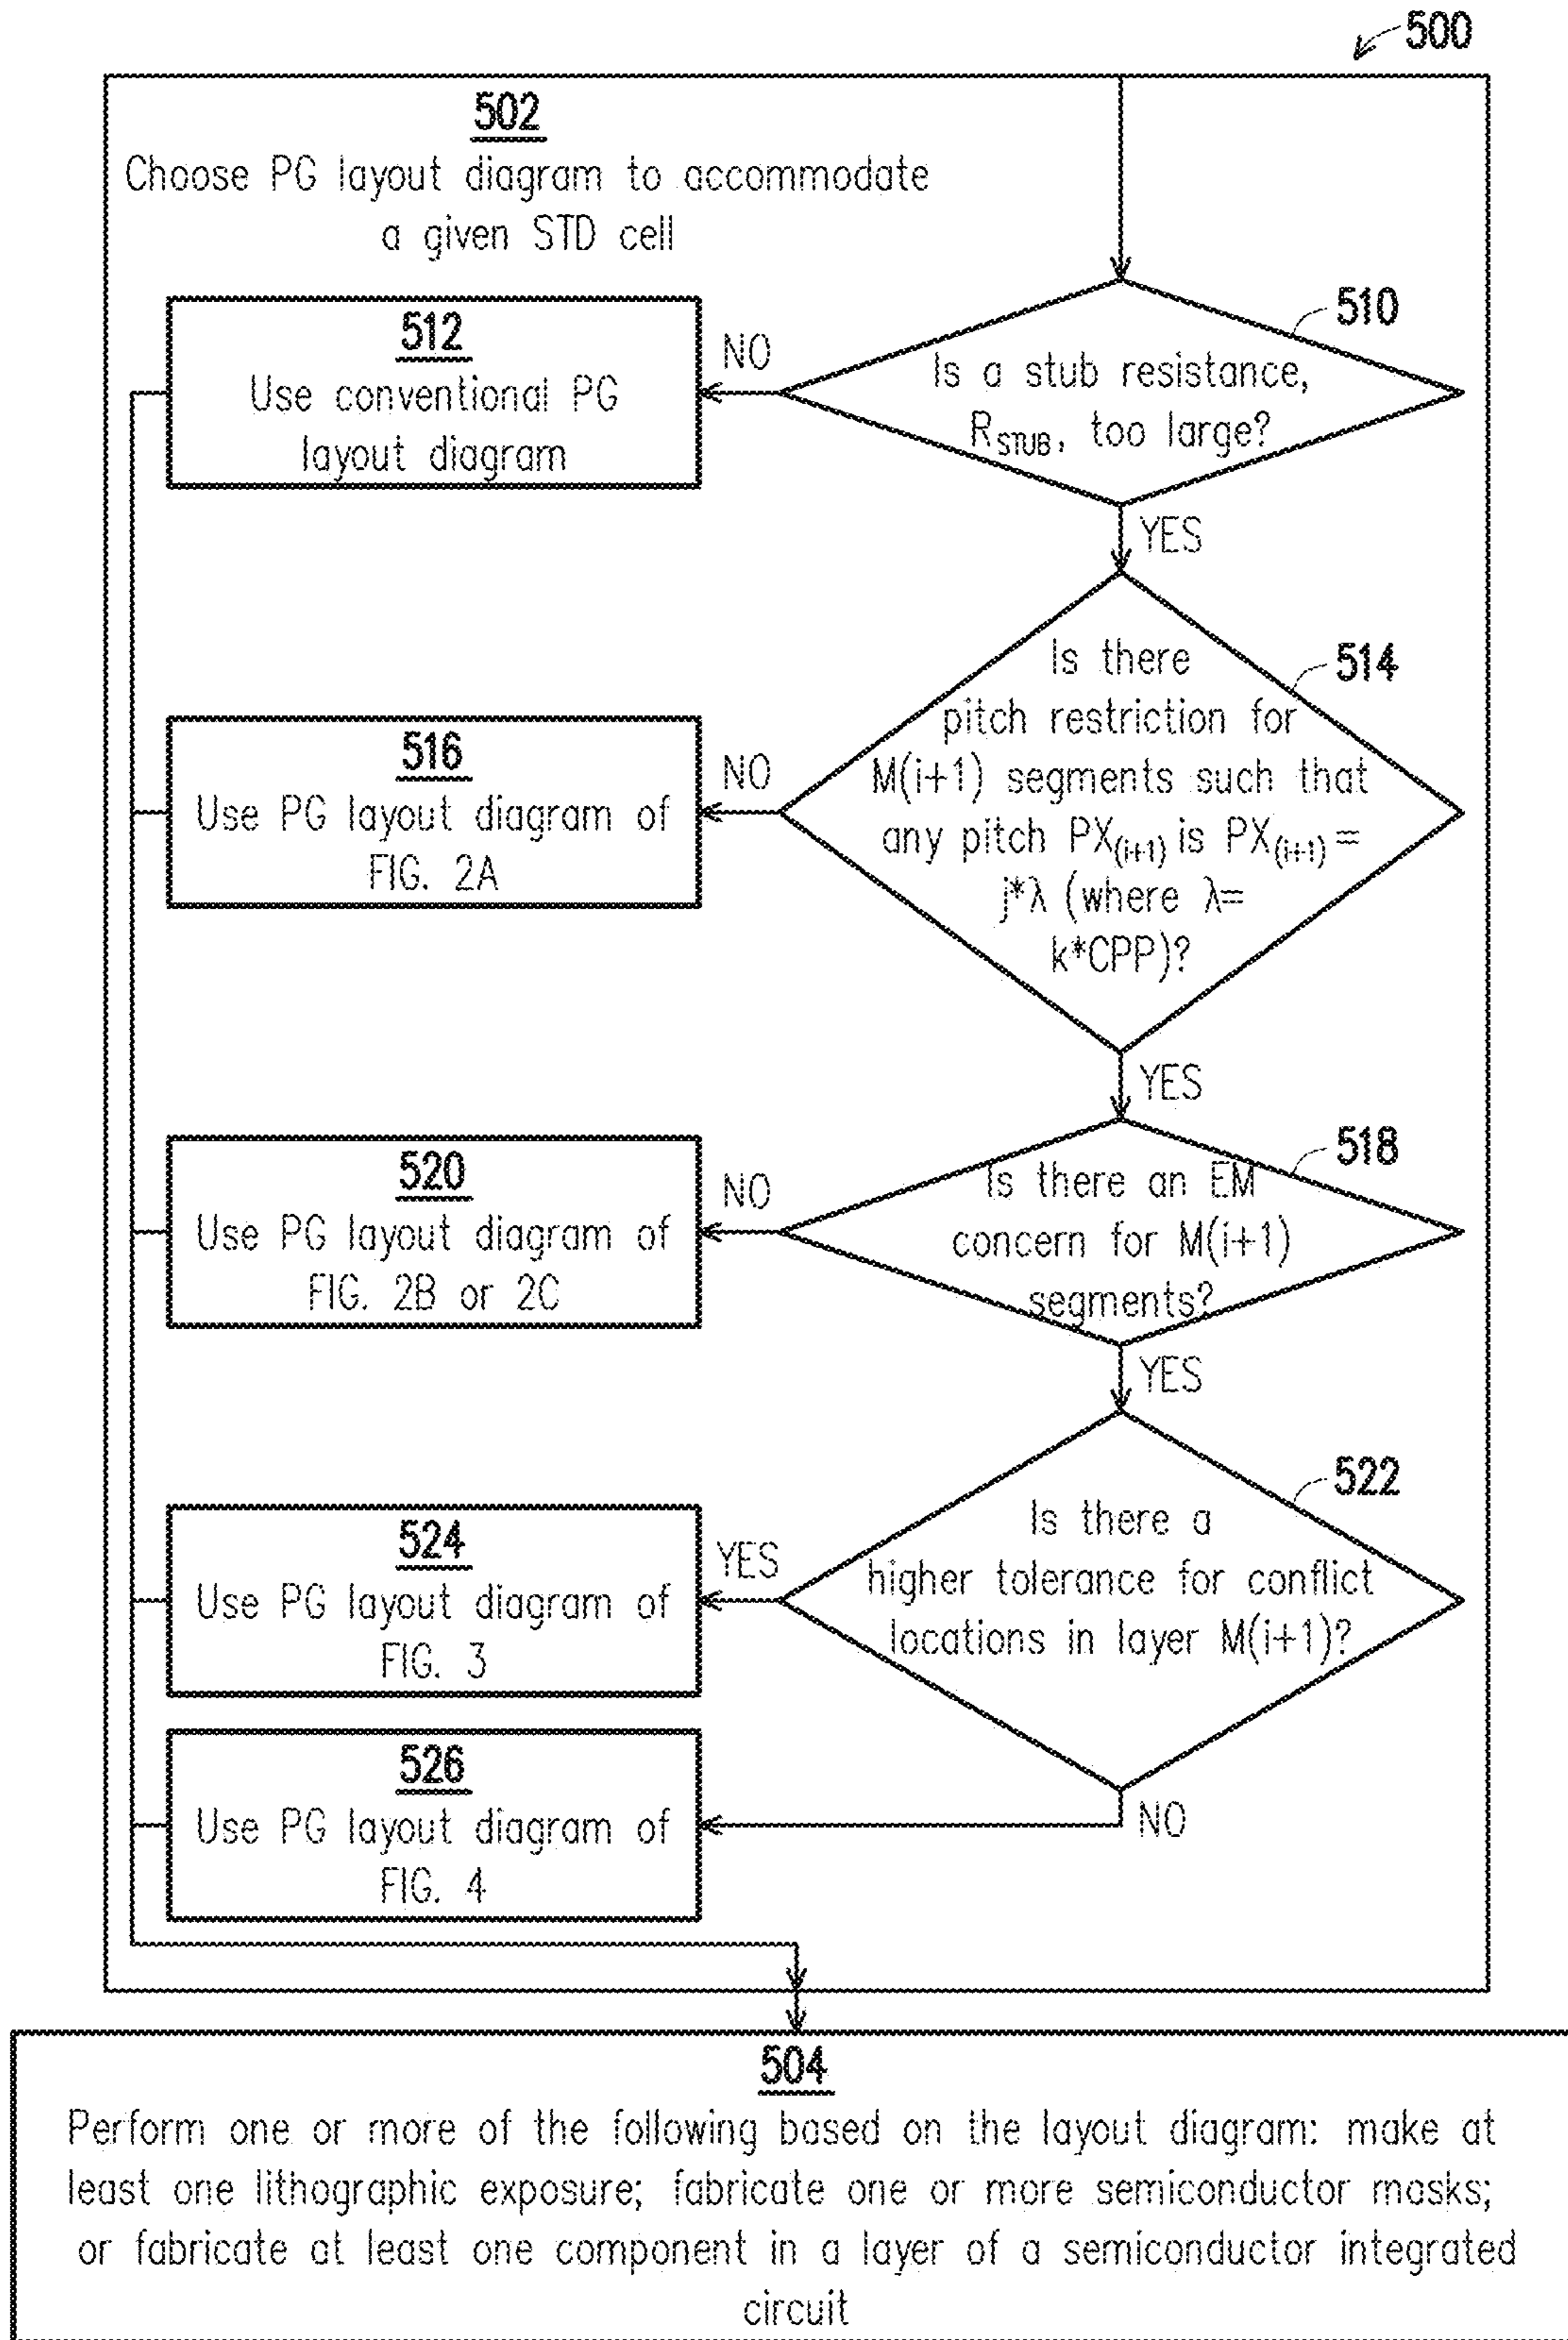 500
502
Choose PG layout diagram to accommodate
a given STD cell
510
Is a stub resistance,
R_STUB, too large?
NO
512
Use conventional PG
layout diagram
YES
514
Is there
pitch restriction for
M(i+1) segments such that
any pitch PX(i+1) is PX(i+1) =
j*λ (where λ=
k*CPP)?
NO
516
Use PG layout diagram of
FIG. 2A
YES
518
Is there an EM
concern for M(i+1)
segments?
NO
520
Use PG layout diagram of
FIG. 2B or 2C
YES
522
Is there a
higher tolerance for conflict
locations in layer M(i+1)?
YES
524
Use PG layout diagram of
FIG. 3
NO
526
Use PG layout diagram of
FIG. 4
504
Perform one or more of the following based on the layout diagram: make at
least one lithographic exposure; fabricate one or more semiconductor masks;
or fabricate at least one component in a layer of a semiconductor integrated
circuit